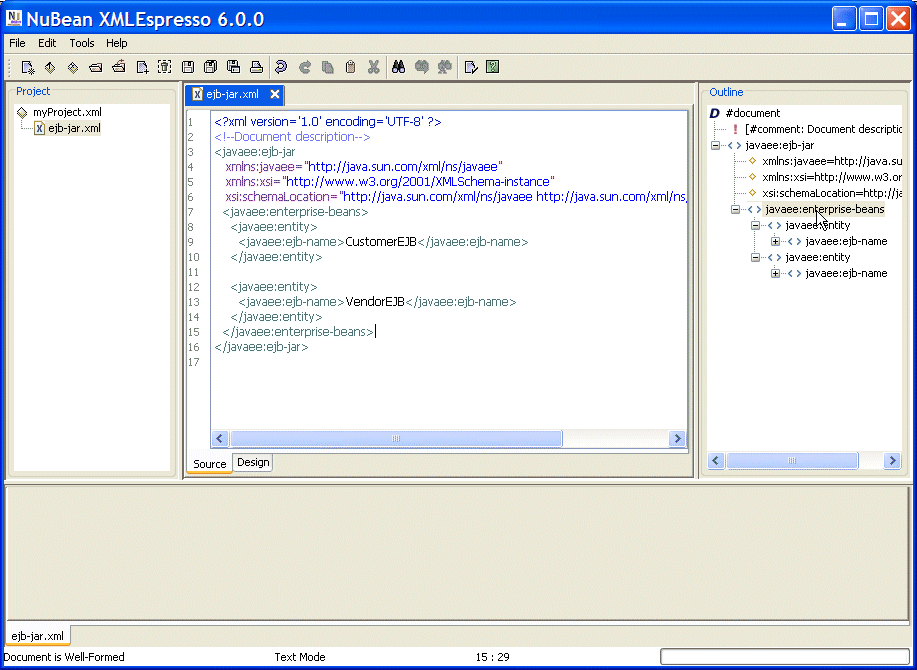 NuBean XMLEspresso 6.0.0
File Edit Tools Help
Project
myProject.xml
ejb-jar.xml
ejb-jar.xml
1 <?xml version='1.0' encoding='UTF-8' ?>
2 <!--Document description-->
3 <javaee:ejb-jar
4 xmlns:javaee="http://java.sun.com/xml/ns/javaee"
5 xmlns:xsi="http://www.w3.org/2001/XMLSchema-instance"
6 xsi:schemaLocation="http://java.sun.com/xml/ns/javaee http://java.sun.com/xml/ns,
7 <javaee:enterprise-beans>
8 <javaee:entity>
9 <javaee:ejb-name>CustomerEJB</javaee:ejb-name>
10 </javaee:entity>
11
12 <javaee:entity>
13 <javaee:ejb-name>VendorEJB</javaee:ejb-name>
14 </javaee:entity>
15 </javaee:enterprise-beans>
16 </javaee:ejb-jar>
17
Source Design
Outline
D #document
! [#comment: Document descriptio
<> javaee:ejb-jar
xmlns:javaee=http://java.su
xmlns:xsi=http://www.w3.or
xsi:schemaLocation=http://ja
<> javaee:enterprise-beans
<> javaee:entity
<> javaee:ejb-name
<> javaee:entity
<> javaee:ejb-name
ejb-jar.xml
Document is Well-Formed Text Mode 15 : 29